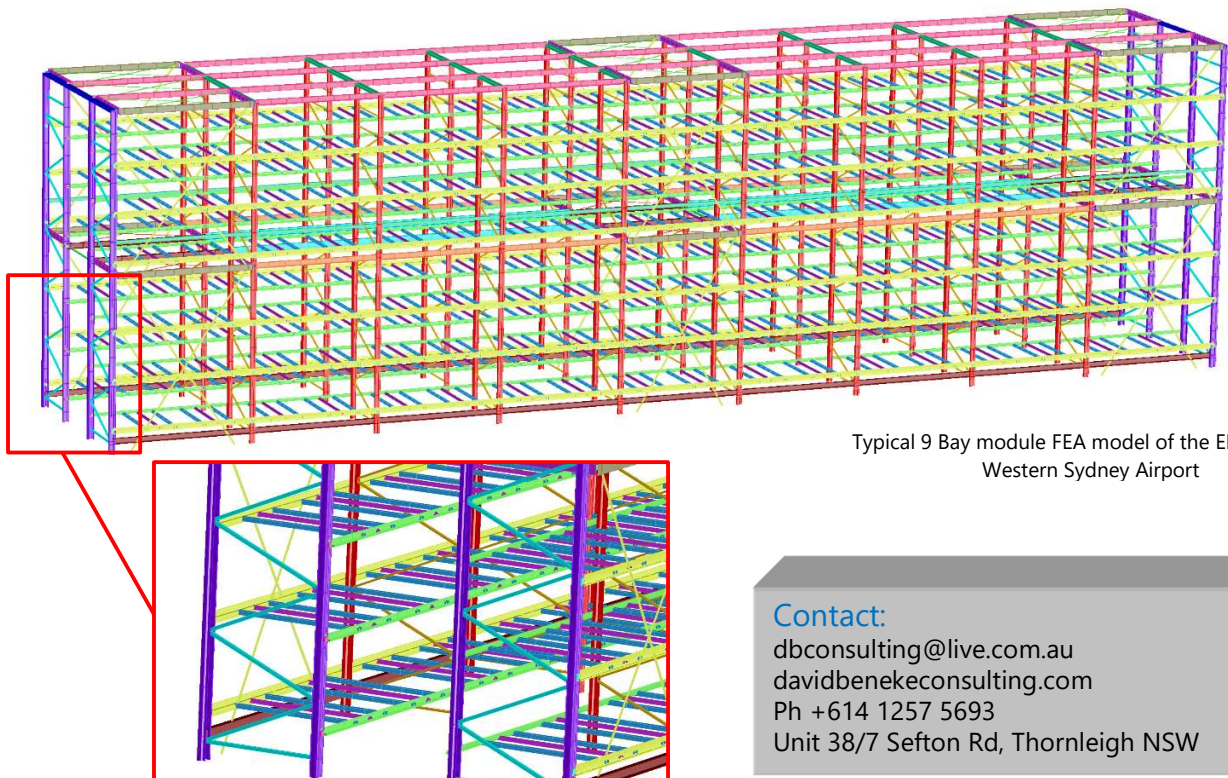 Typical 9 Bay module FEA model of the
Western Sydney Airport
Contact:
dbconsulting@live.com.au
davidbenekeconsulting.com
Ph +614 1257 5693
Unit 38/7 Sefton Rd, Thornleigh NSW